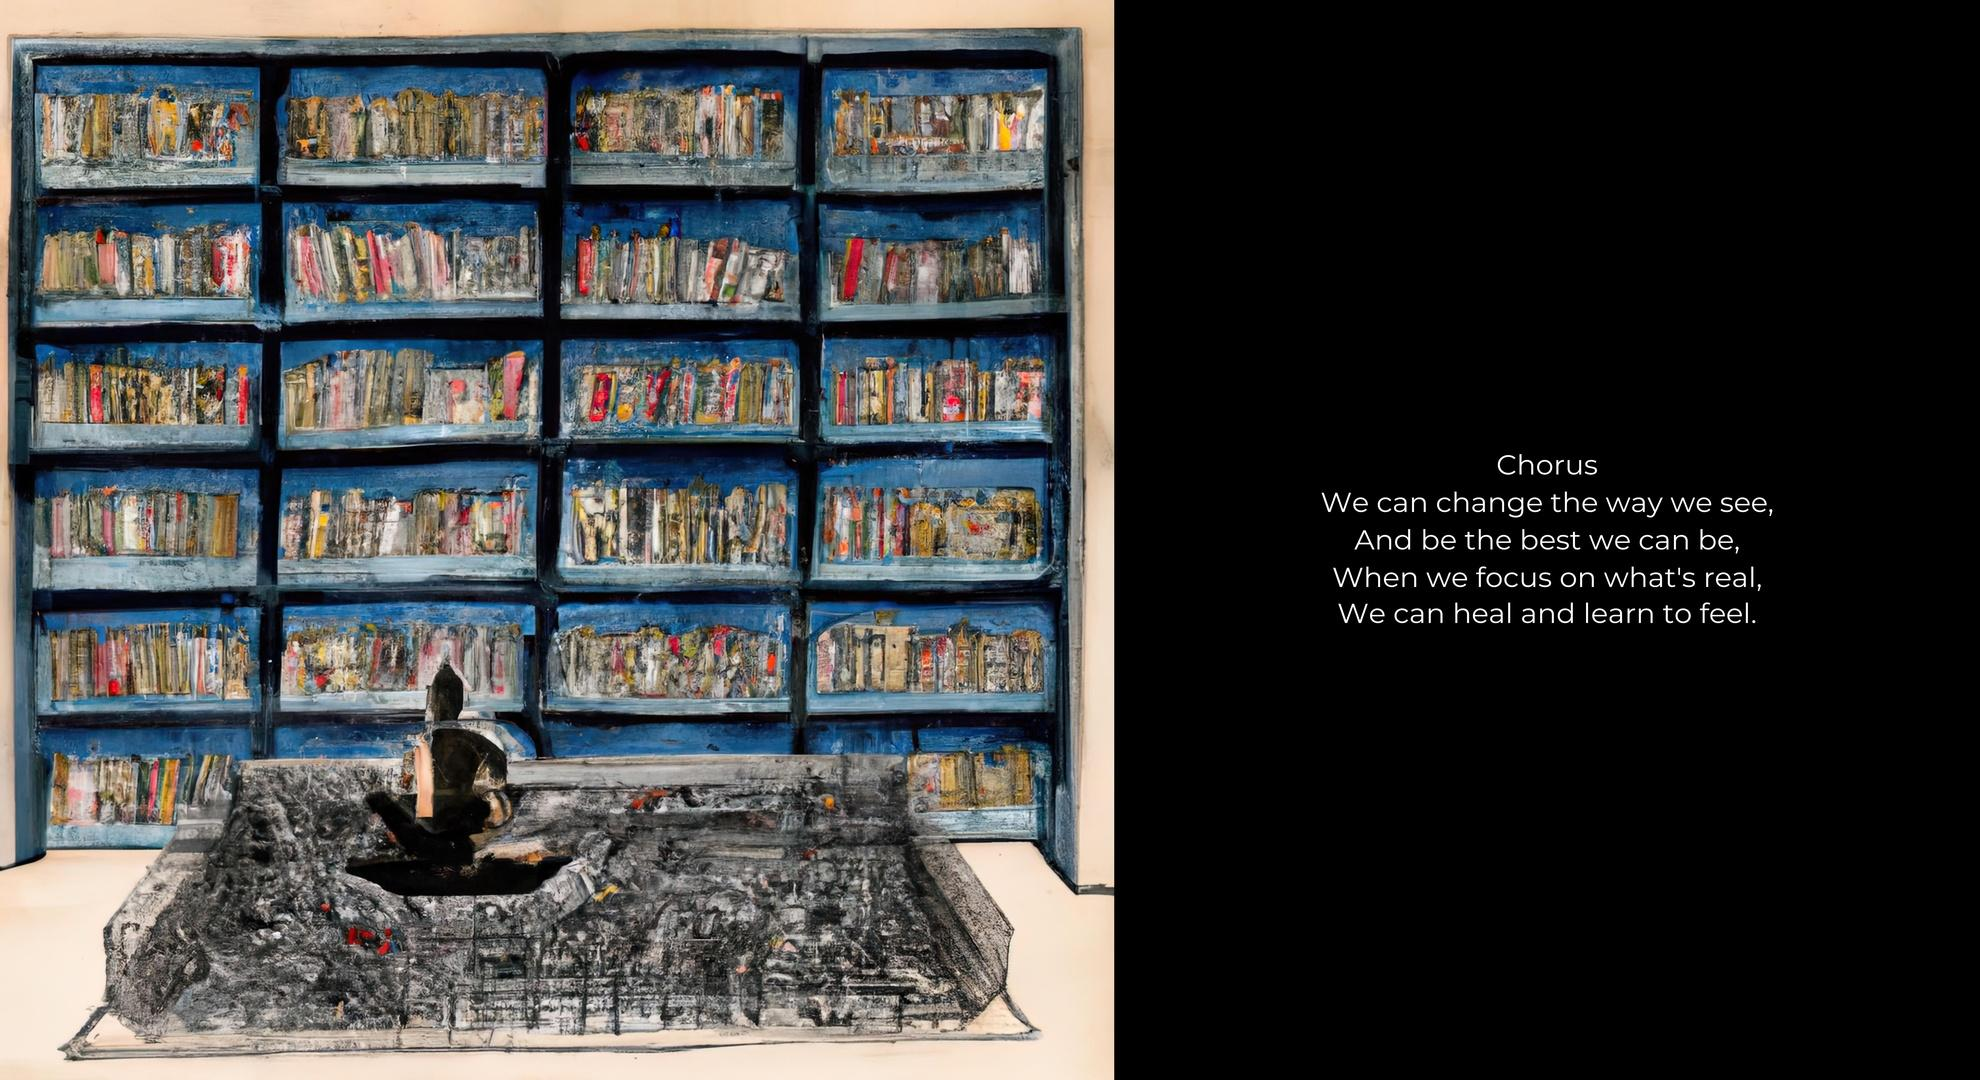 Chorus
We can change the way we see,
And be the best we can be,
When we focus on what's real,
We can heal and learn to feel.